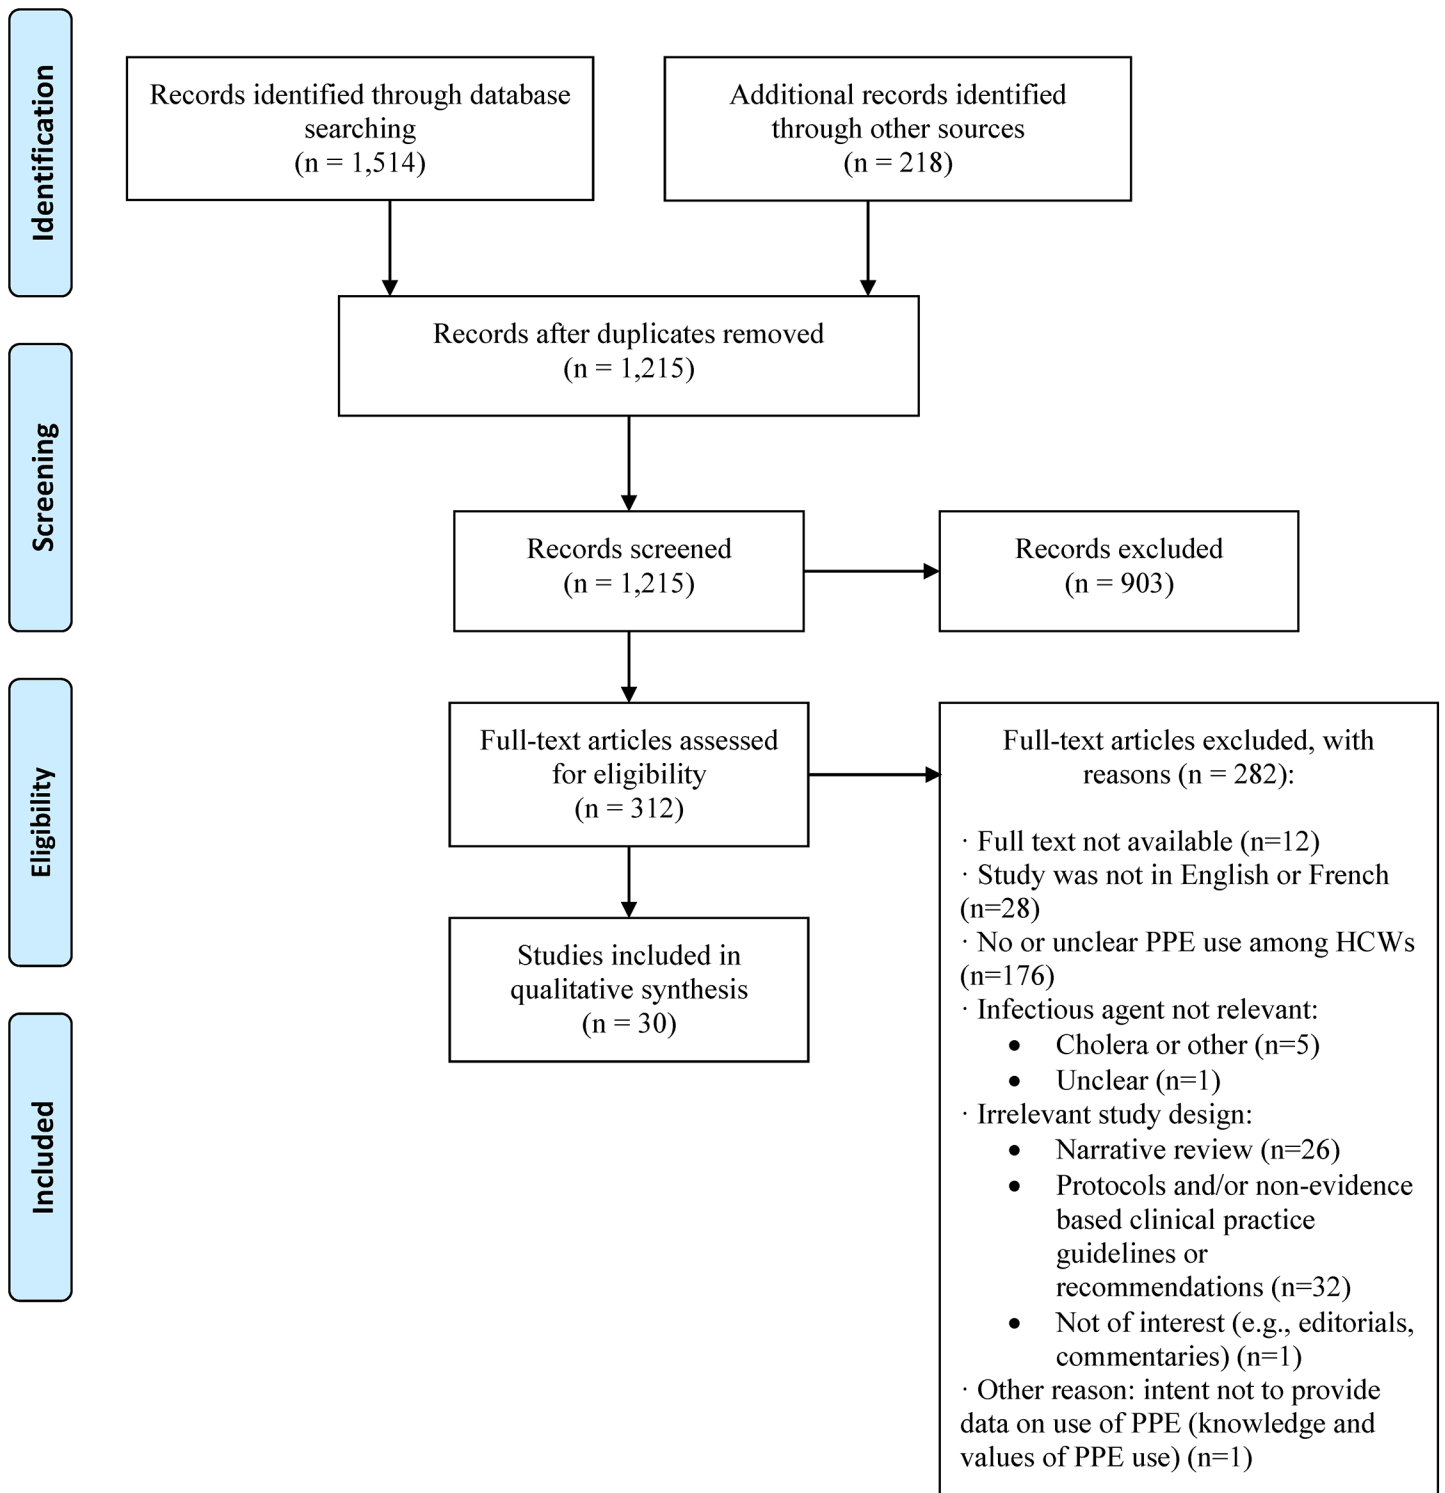 Identification
Records identified through database
searching
(n = 1,514)
Additional records identified
through other sources
(n = 218)
Records after duplicates removed
(n = 1,215)
Screening
Records screened
(n = 1,215)
Records excluded
(n = 903)
Eligibility
Full-text articles assessed
for eligibility
(n = 312)
Full-text articles excluded, with
reasons (n = 282):
· Full text not available (n=12)
· Study was not in English or French
(n=28)
· No or unclear PPE use among HCWs
(n=176)
· Infectious agent not relevant:
• Cholera or other (n=5)
• Unclear (n=1)
· Irrelevant study design:
• Narrative review (n=26)
• Protocols and/or non-evidence
based clinical practice
guidelines or
recommendations (n=32)
• Not of interest (e.g., editorials,
commentaries) (n=1)
· Other reason: intent not to provide
data on use of PPE (knowledge and
values of PPE use) (n=1)
Included
Studies included in
qualitative synthesis
(n = 30)